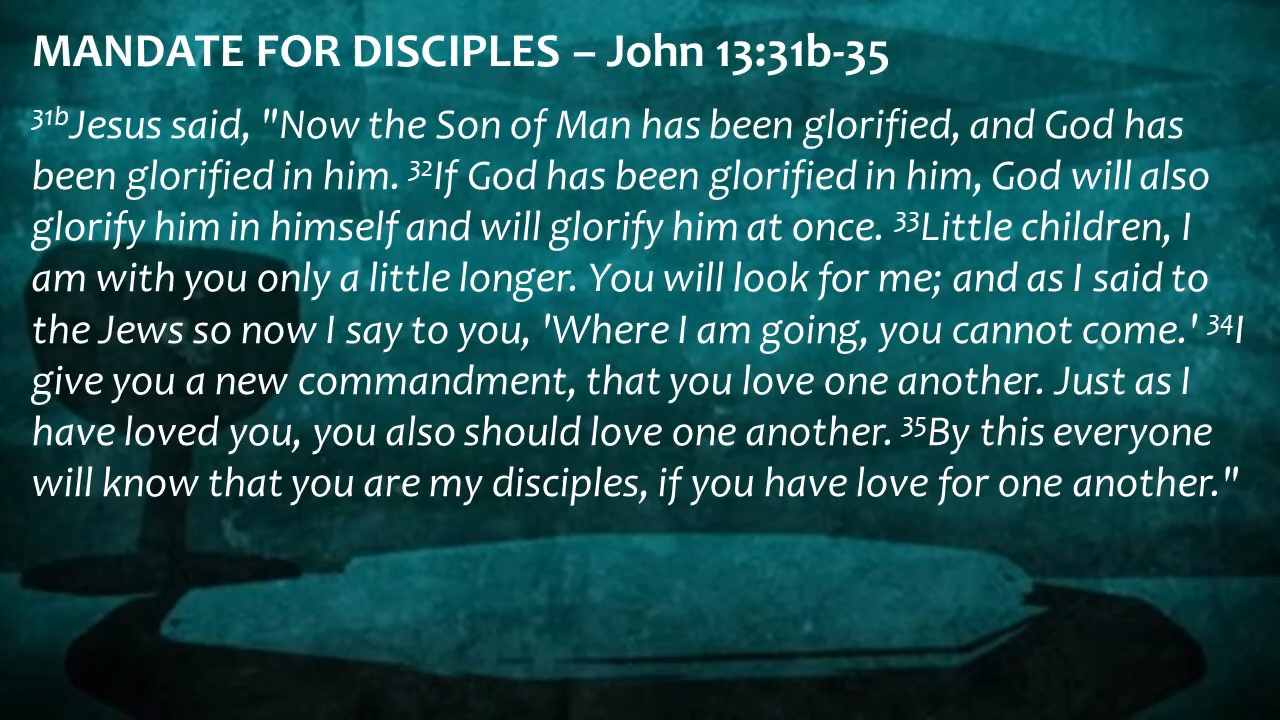 MANDATE FOR DISCIPLES – John 13:31b-35
31bJesus said, "Now the Son of Man has been glorified, and God has
been glorified in him. 32If God has been glorified in him, God will also
glorify him in himself and will glorify him at once. 33Little children, I
am with you only a little longer. You will look for me; and as I said to
the Jews so now I say to you, 'Where I am going, you cannot come.' 34I
give you a new commandment, that you love one another. Just as I
have loved you, you also should love one another. 35By this everyone
will know that you are my disciples, if you have love for one another."